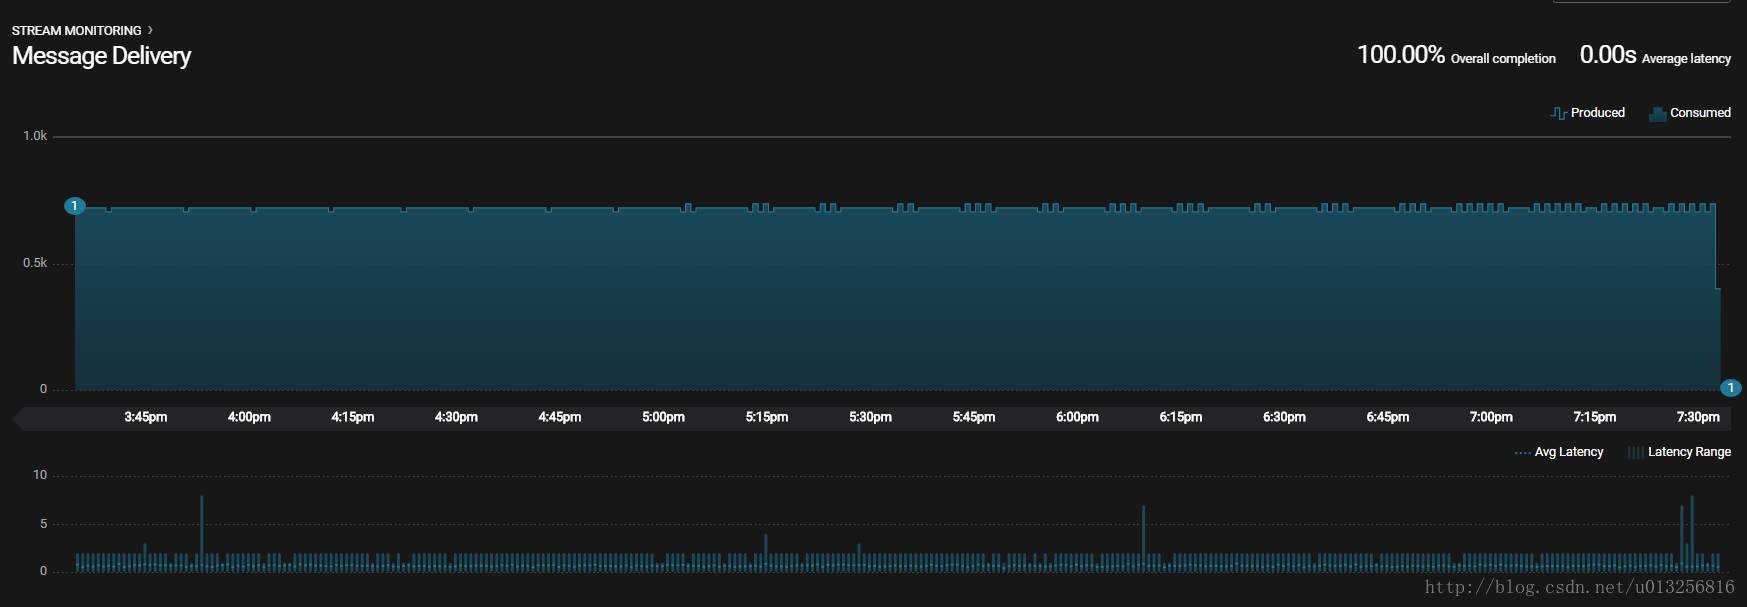 STREAM MONITORING ›
Message Delivery
100.00% Overall completion 0.00s Average latency
Produced Consumed
1.0k
1
0.5k
0
1
3:45pm 4:00pm 4:15pm 4:30pm 4:45pm 5:00pm 5:15pm 5:30pm 5:45pm 6:00pm 6:15pm 6:30pm 6:45pm 7:00pm 7:15pm 7:30pm
Avg Latency Latency Range
10
5
0
http://blog.csdn.net/u013256816